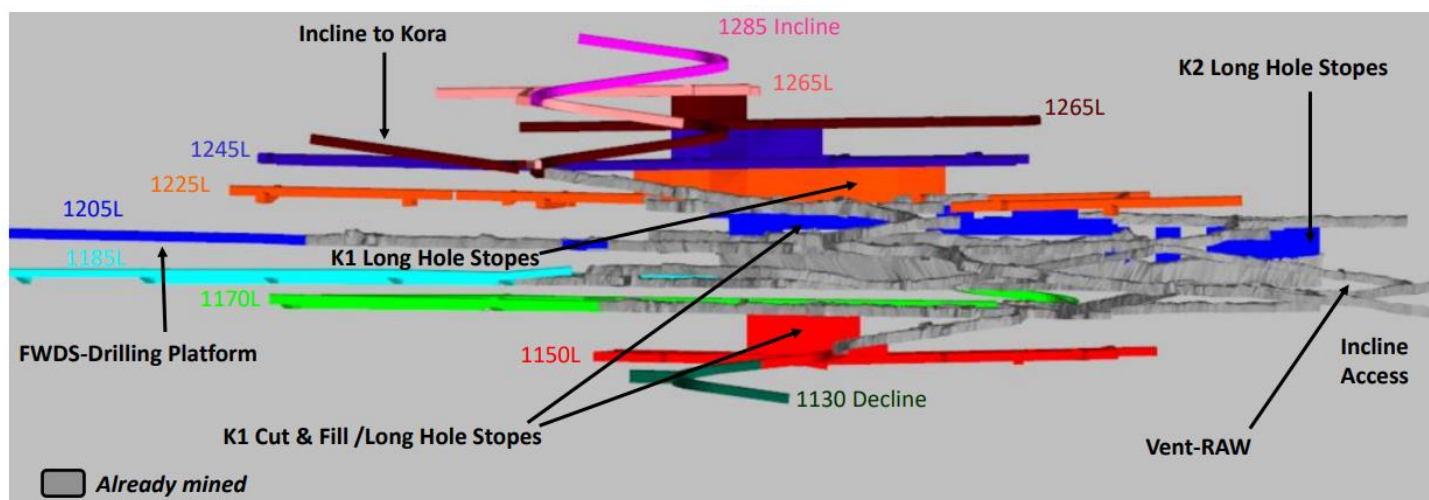 Incline to Kora
1285 Incline
K2 Long Hole Stopes
1265L
1265L
1245L
1225L
1205L
K1 Long Hole Stopes
1185L
1170L
FWDS-Drilling Platform
1150L
Incline
Access
1130 Decline
K1 Cut & Fill /Long Hole Stopes
Vent-RAW
Already mined